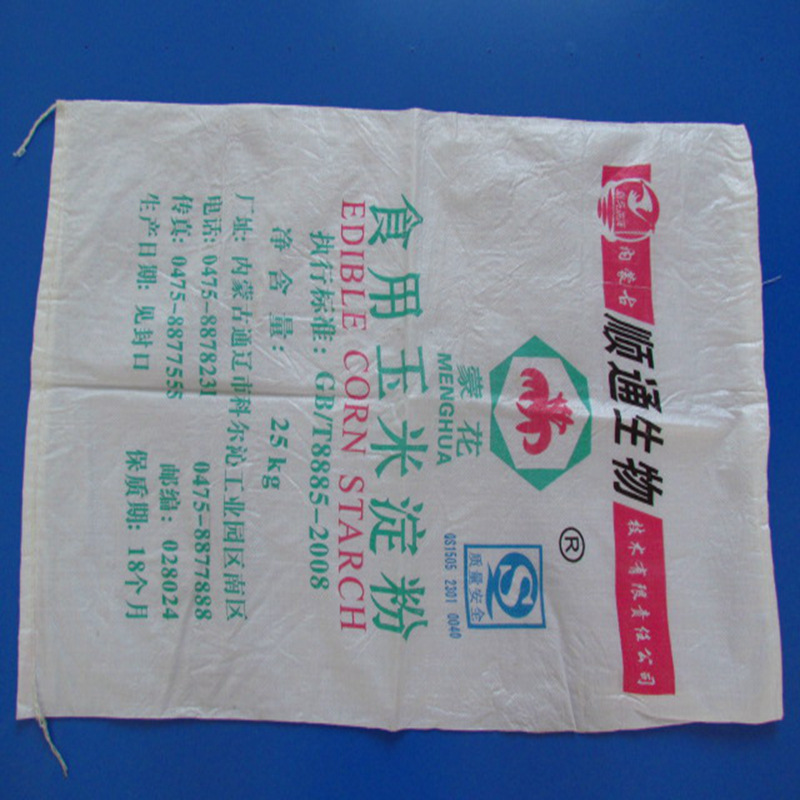 内蒙古
顺通生物
技术有限责任公司
®
蒙花
MENGHUA
质量安全
QS1505 2301 0040
食用玉米淀粉
EDIBLE CORN STARCH
执行标准：GB/T8885-2008
净含量： 25kg
厂址：内蒙古通辽市科尔沁工业园区南区
电话：0475-8878231 0475-8877888
传真：0475-8877555 邮编：028024
生产日期：见封口 保质期：18个月